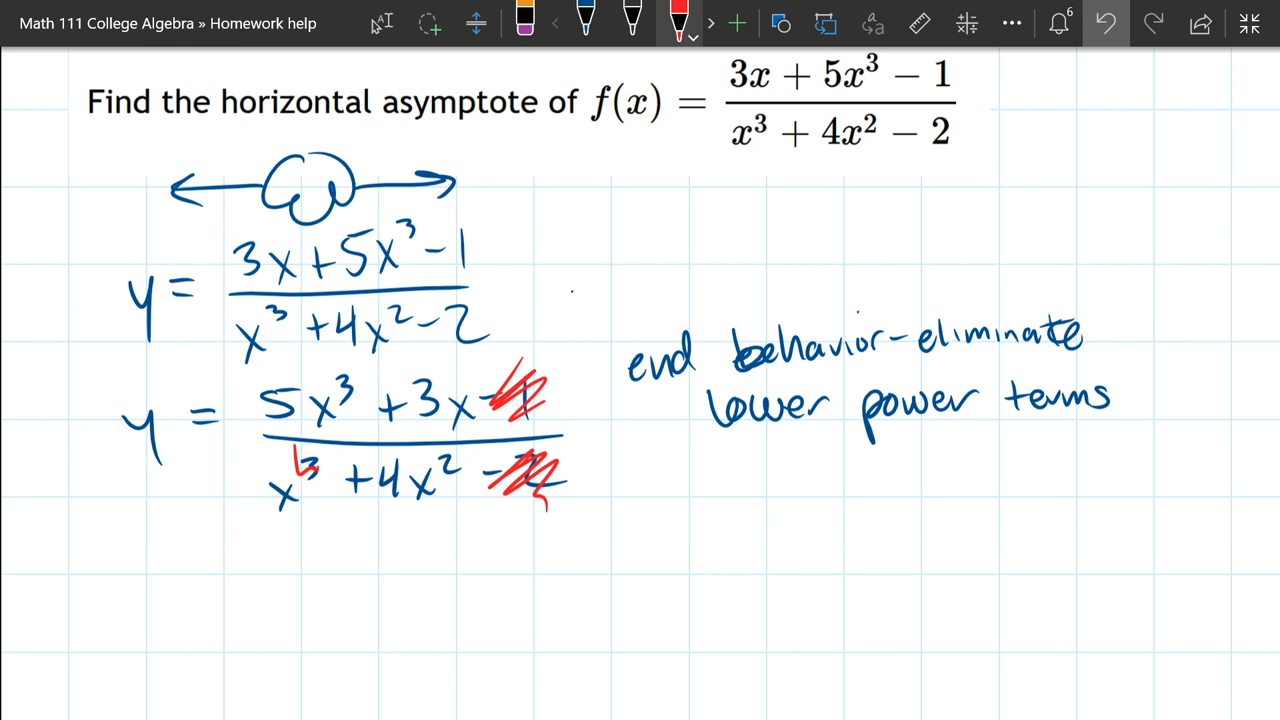 Math 111 College Algebra » Homework help
6
Find the horizontal asymptote of f(x) = (3x + 5x³ − 1)/(x³ + 4x² − 2)
y = (3x + 5x³ − 1)/(x³ + 4x² − 2)
end behavior - eliminate
lower power terms
y = (5x³ + 3x − 1)/(x³ + 4x² − 2)